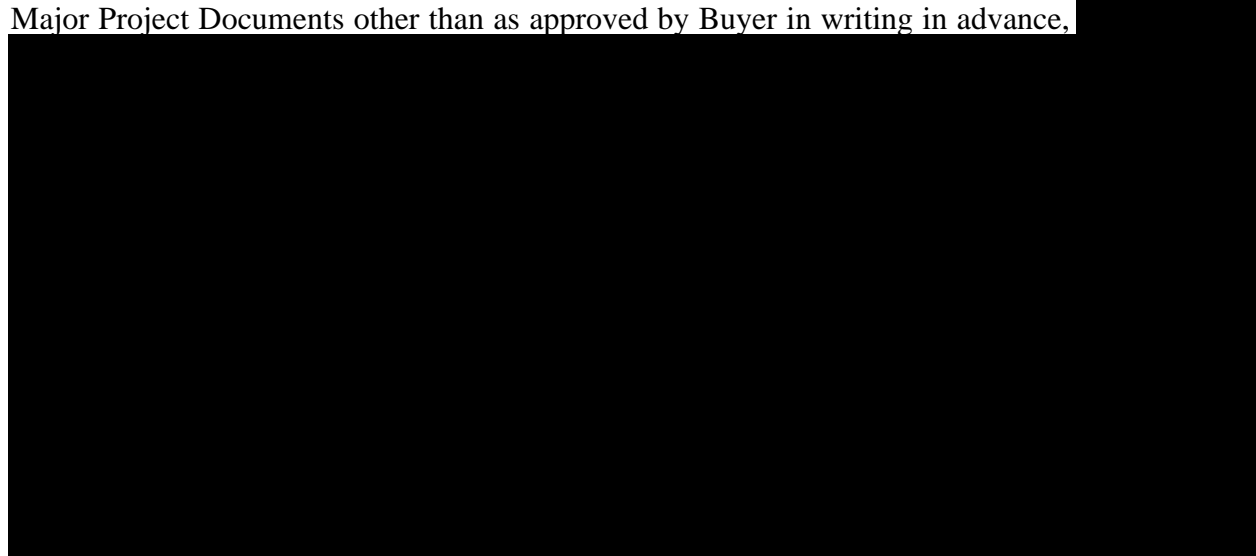 Major Project Documents other than as approved by Buyer in writing in advance,